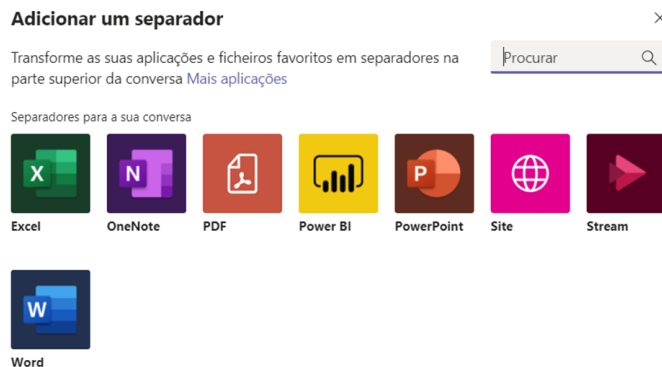 Adicionar um separador
Transforme as suas aplicações e ficheiros favoritos em separadores na
parte superior da conversa Mais aplicações
Procurar
Separadores para a sua conversa
X
N
P
Excel
OneNote
PDF
Power BI
PowerPoint
Site
Stream
W
Word